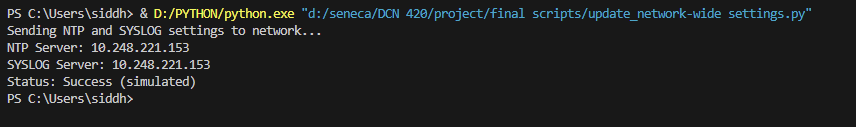 PS C:\Users\siddh> & D:/PYTHON/python.exe "d:/seneca/DCN 420/project/final scripts/update_network-wide settings.py"
Sending NTP and SYSLOG settings to network...
NTP Server: 10.248.221.153
SYSLOG Server: 10.248.221.153
Status: Success (simulated)
PS C:\Users\siddh>